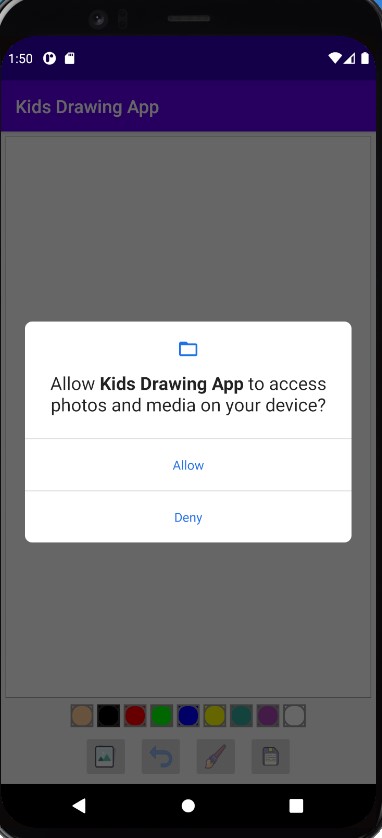 1:50
Kids Drawing App
Allow Kids Drawing App to access
photos and media on your device?
Allow
Deny